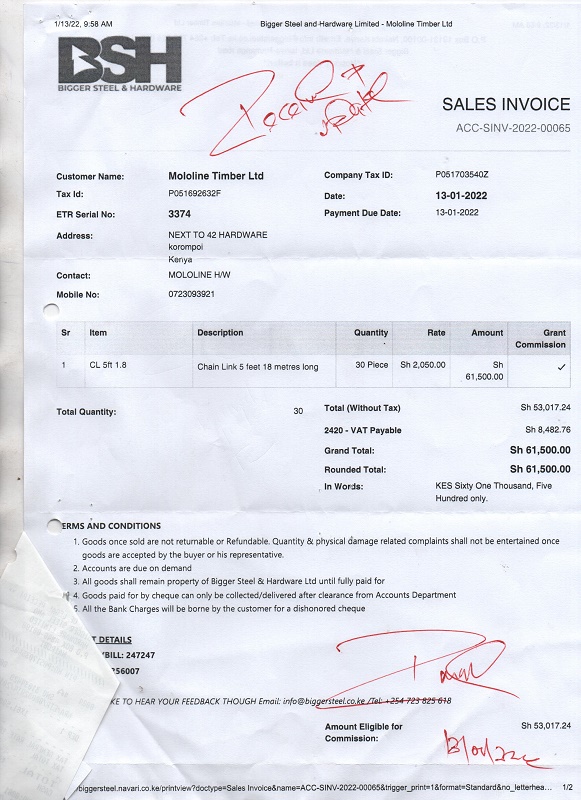 1/13/22, 9:58 AM Bigger Steel and Hardware Limited - Mololine Timber Ltd
BSH
BIGGER STEEL & HARDWARE
SALES INVOICE
ACC-SINV-2022-00065
Customer Name: Mololine Timber Ltd Company Tax ID: P051703540Z
Tax Id: P051692632F Date: 13-01-2022
ETR Serial No: 3374 Payment Due Date: 13-01-2022
Address: NEXT TO 42 HARDWARE
korompoi
Kenya
Contact: MOLOLINE H/W
Mobile No: 0723093921
Sr Item Description Quantity Rate Amount Grant Commission
1 CL 5ft 1.8 Chain Link 5 feet 18 metres long 30 Piece Sh 2,050.00 Sh 61,500.00 ✓
Total Quantity: 30 Total (Without Tax) Sh 53,017.24
2420 - VAT Payable Sh 8,482.76
Grand Total: Sh 61,500.00
Rounded Total: Sh 61,500.00
In Words: KES Sixty One Thousand, Five
Hundred only.
ERMS AND CONDITIONS
1. Goods once sold are not returnable or Refundable. Quantity & physical damage related complaints shall not be entertained once
goods are accepted by the buyer or his representative.
2. Accounts are due on demand
3. All goods shall remain property of Bigger Steel & Hardware Ltd until fully paid for
4. Goods paid for by cheque can only be collected/delivered after clearance from Accounts Department
5. All the Bank Charges will be borne by the customer for a dishonored cheque
T DETAILS
/BILL: 247247
256007
KE TO HEAR YOUR FEEDBACK THOUGH Email: info@biggersteel.co.ke /Tel: +254 723 825 618
Amount Eligible for Sh 53,017.24
Commission:
biggersteel.navari.co.ke/printview?doctype=Sales Invoice&name=ACC-SINV-2022-00065&trigger_print=1&format=Standard&no_letterhea… 1/2